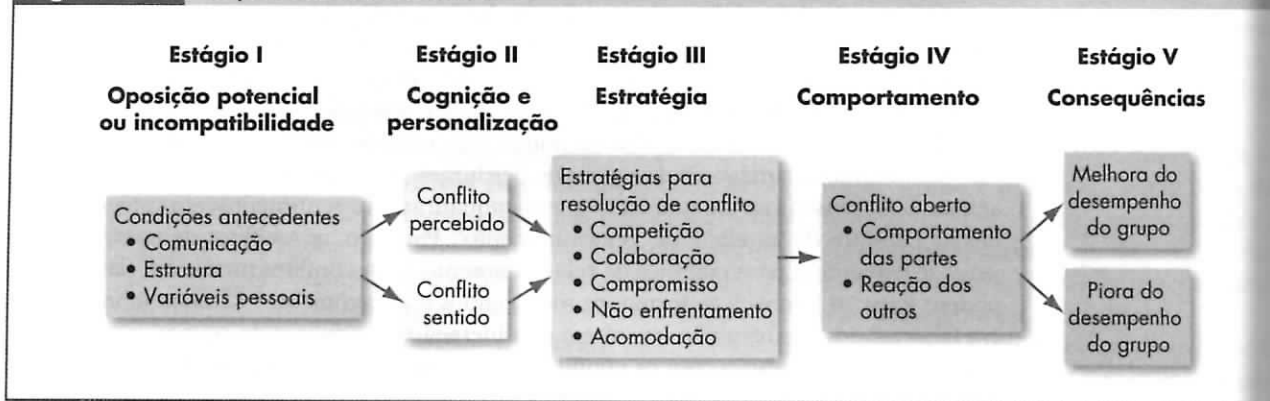 Estágio I
Oposição potencial
ou incompatibilidade
Condições antecedentes
• Comunicação
• Estrutura
• Variáveis pessoais
Estágio II
Cognição e
personalização
Conflito
percebido
Conflito
sentido
Estágio III
Estratégia
Estratégias para
resolução de conflito
• Competição
• Colaboração
• Compromisso
• Não enfrentamento
• Acomodação
Estágio IV
Comportamento
Conflito aberto
• Comportamento
das partes
• Reação dos
outros
Estágio V
Consequências
Melhora do
desempenho
do grupo
Piora do
desempenho
do grupo